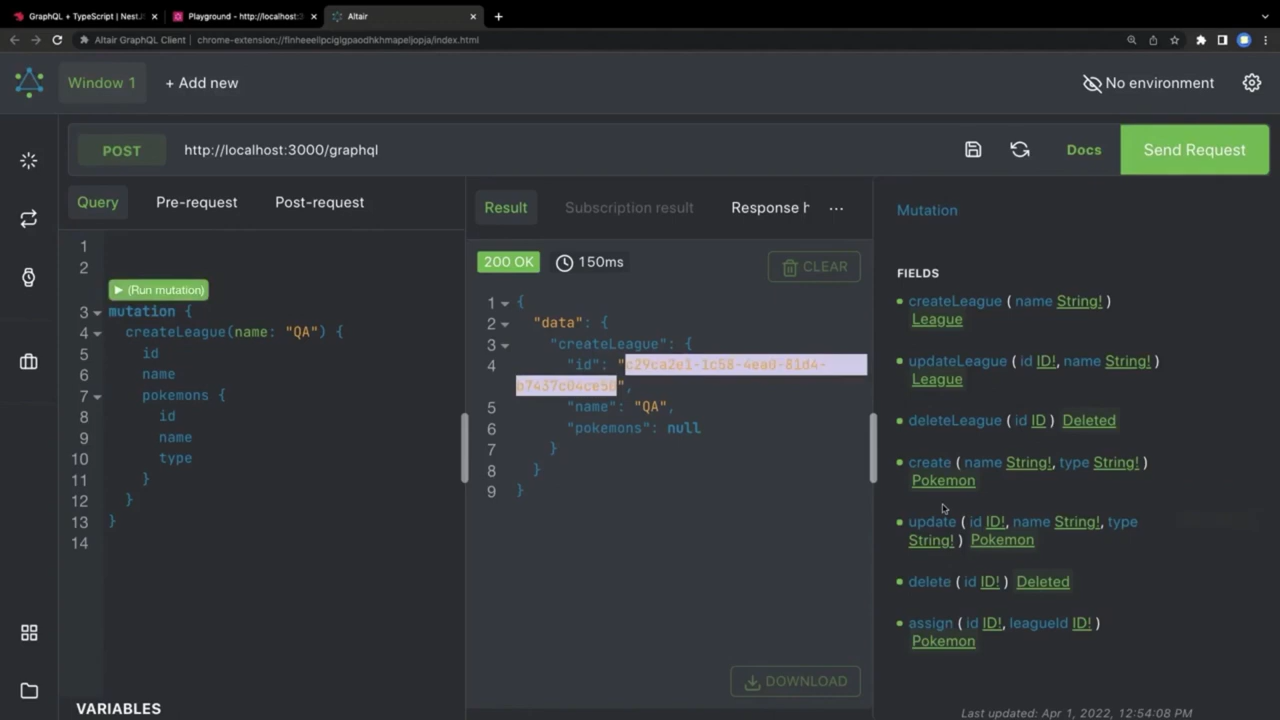 GraphQL + TypeScript | NestJ
Playground - http://localhost:3
Altair
Altair GraphQL Client
chrome-extension://flnheeellpciglgpaodhkhmapeljopja/index.html
Window 1
+ Add new
No environment
POST
http://localhost:3000/graphql
Docs
Send Request
Query
Pre-request
Post-request
1
2
▶ (Run mutation)
3 mutation {
4 createLeague(name: "QA") {
5 id
6 name
7 pokemons {
8 id
9 name
10 type
11 }
12 }
13 }
14
VARIABLES
Result
Subscription result
Response h
200 OK
150ms
CLEAR
1 {
2 "data": {
3 "createLeague": {
4 "id": "c29ca2e1-1c58-4ea0-81d4-
b7437c04ce50",
5 "name": "QA",
6 "pokemons": null
7 }
8 }
9 }
DOWNLOAD
Mutation
FIELDS
createLeague ( name String! )
League
updateLeague ( id ID!, name String! )
League
deleteLeague ( id ID ) Deleted
create ( name String!, type String! )
Pokemon
update ( id ID!, name String!, type
String! ) Pokemon
delete ( id ID! ) Deleted
assign ( id ID!, leagueId ID! )
Pokemon
Last updated: Apr 1, 2022, 12:54:08 PM